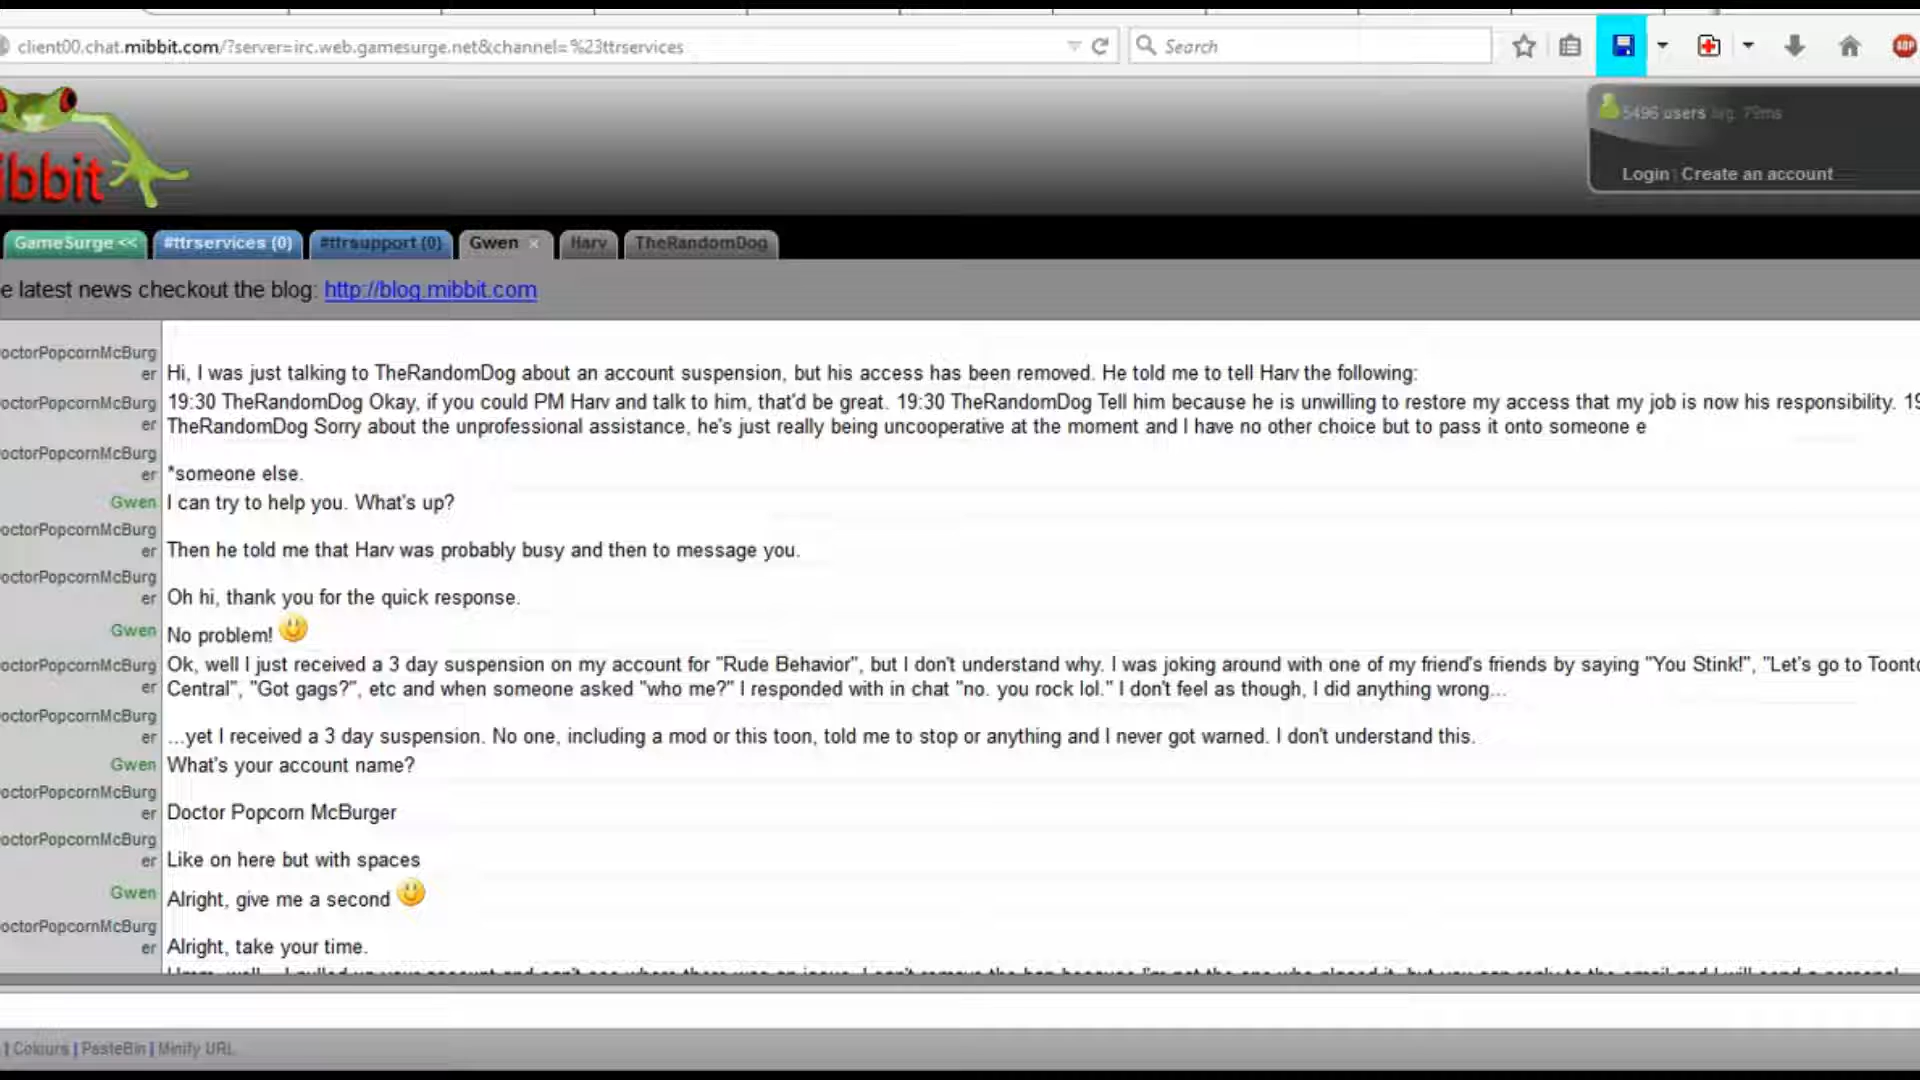 client00.chat.mibbit.com/?server=irc.web.gamesurge.net&channel=%23ttrservices
Search
ABP
ibbit
5496 users lag: 79ms
Login | Create an account
GameSurge << #ttrservices (0) #ttrsupport (0) Gwen × Harv TheRandomDog
e latest news checkout the blog: http://blog.mibbit.com
octorPopcornMcBurg
er Hi, I was just talking to TheRandomDog about an account suspension, but his access has been removed. He told me to tell Harv the following:
octorPopcornMcBurg 19:30 TheRandomDog Okay, if you could PM Harv and talk to him, that'd be great. 19:30 TheRandomDog Tell him because he is unwilling to restore my access that my job is now his responsibility. 19
er TheRandomDog Sorry about the unprofessional assistance, he's just really being uncooperative at the moment and I have no other choice but to pass it onto someone e
octorPopcornMcBurg
er *someone else.
Gwen I can try to help you. What's up?
octorPopcornMcBurg
er Then he told me that Harv was probably busy and then to message you.
octorPopcornMcBurg
er Oh hi, thank you for the quick response.
Gwen No problem!
octorPopcornMcBurg Ok, well I just received a 3 day suspension on my account for "Rude Behavior", but I don't understand why. I was joking around with one of my friend's friends by saying "You Stink!", "Let's go to Toonto
er Central", "Got gags?", etc and when someone asked "who me?" I responded with in chat "no. you rock lol." I don't feel as though, I did anything wrong...
octorPopcornMcBurg
er ...yet I received a 3 day suspension. No one, including a mod or this toon, told me to stop or anything and I never got warned. I don't understand this.
Gwen What's your account name?
octorPopcornMcBurg
er Doctor Popcorn McBurger
octorPopcornMcBurg
er Like on here but with spaces
Gwen Alright, give me a second
octorPopcornMcBurg
er Alright, take your time.
| Colours | PasteBin | Minify URL